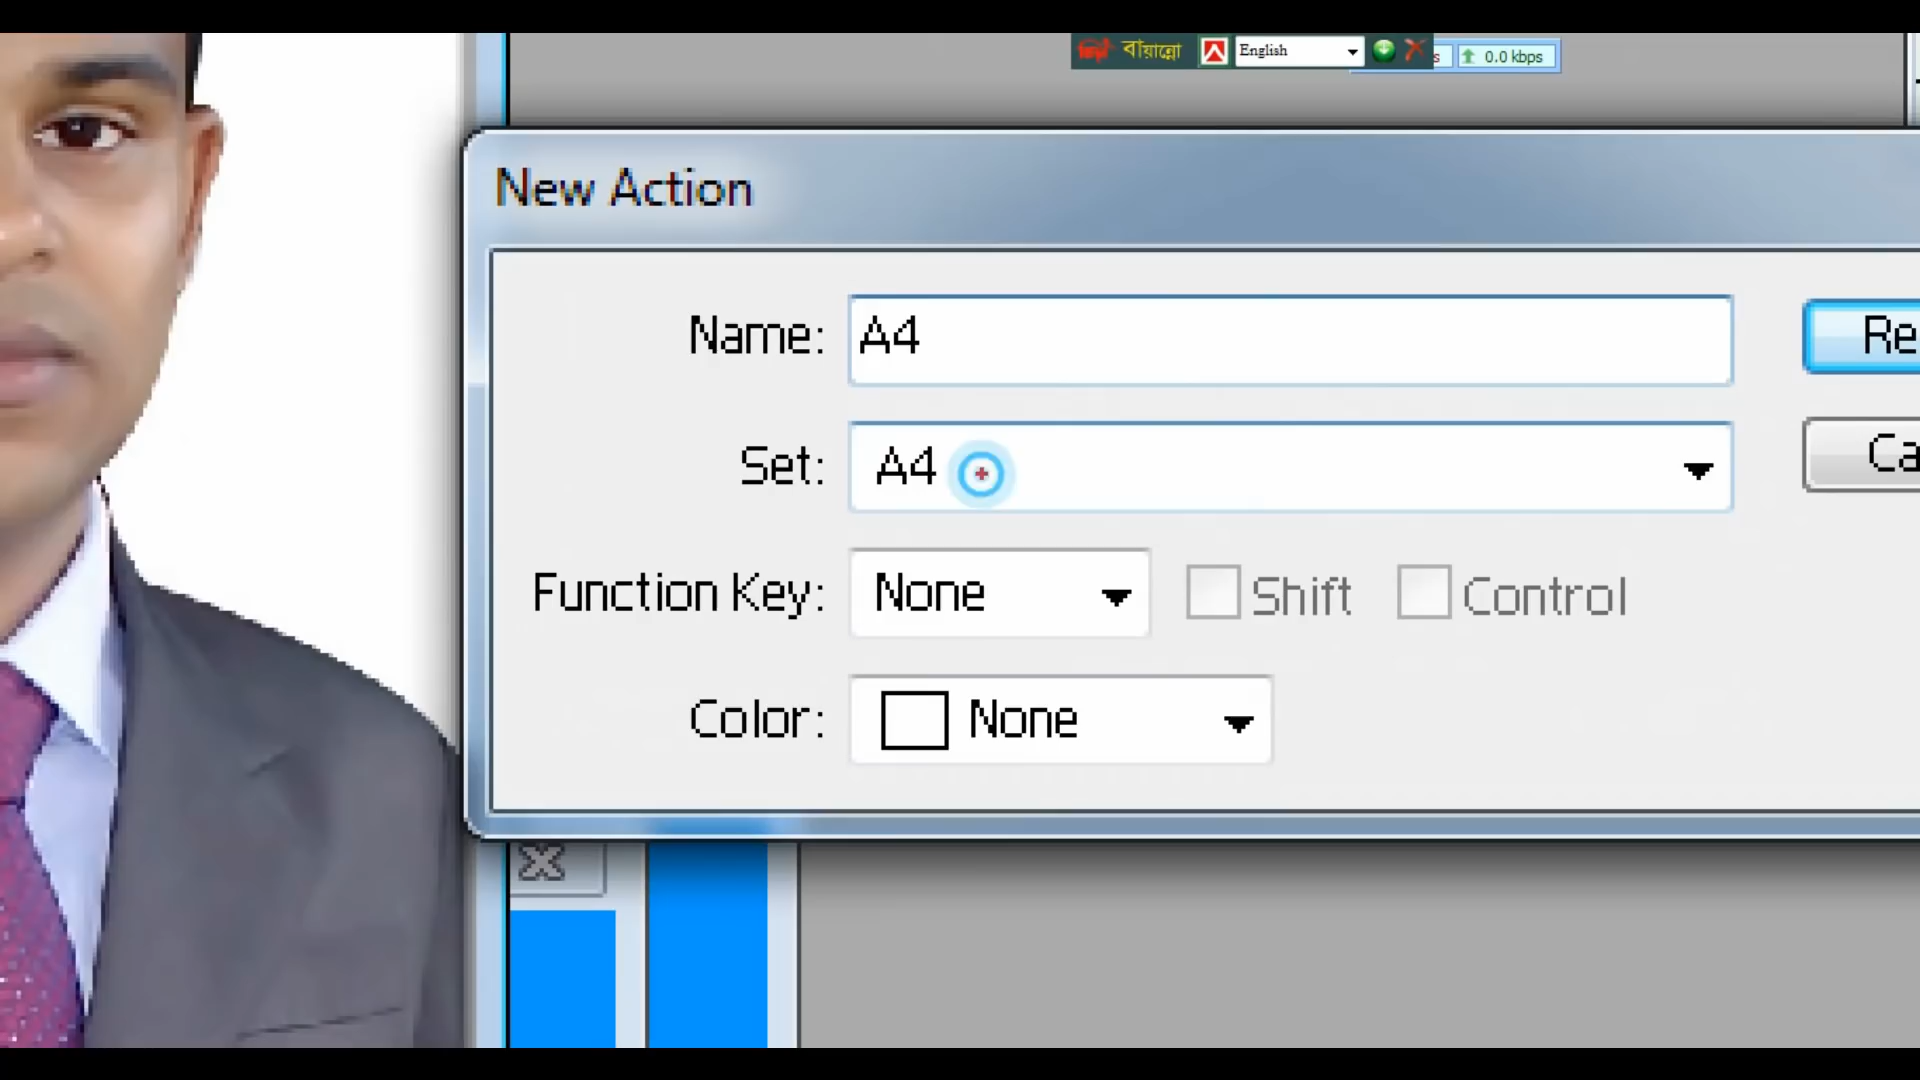 বায়ান্নো English s 0.0 kbps
New Action
Name: A4 Re
Set: A4 Ca
Function Key: None Shift Control
Color: None